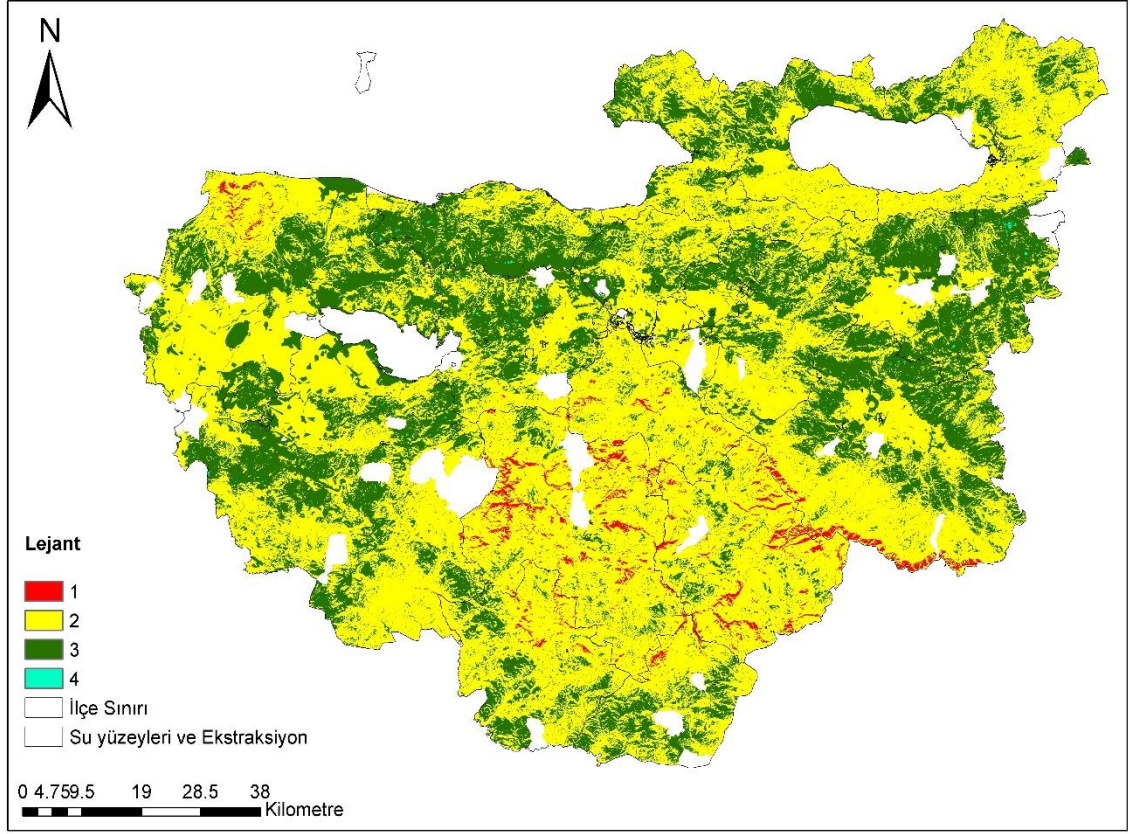 N
Lejant
1
2
3
4
İlçe Sınırı
Su yüzeyleri ve Ekstraksiyon
0 4.759.5 19 28.5 38
Kilometre